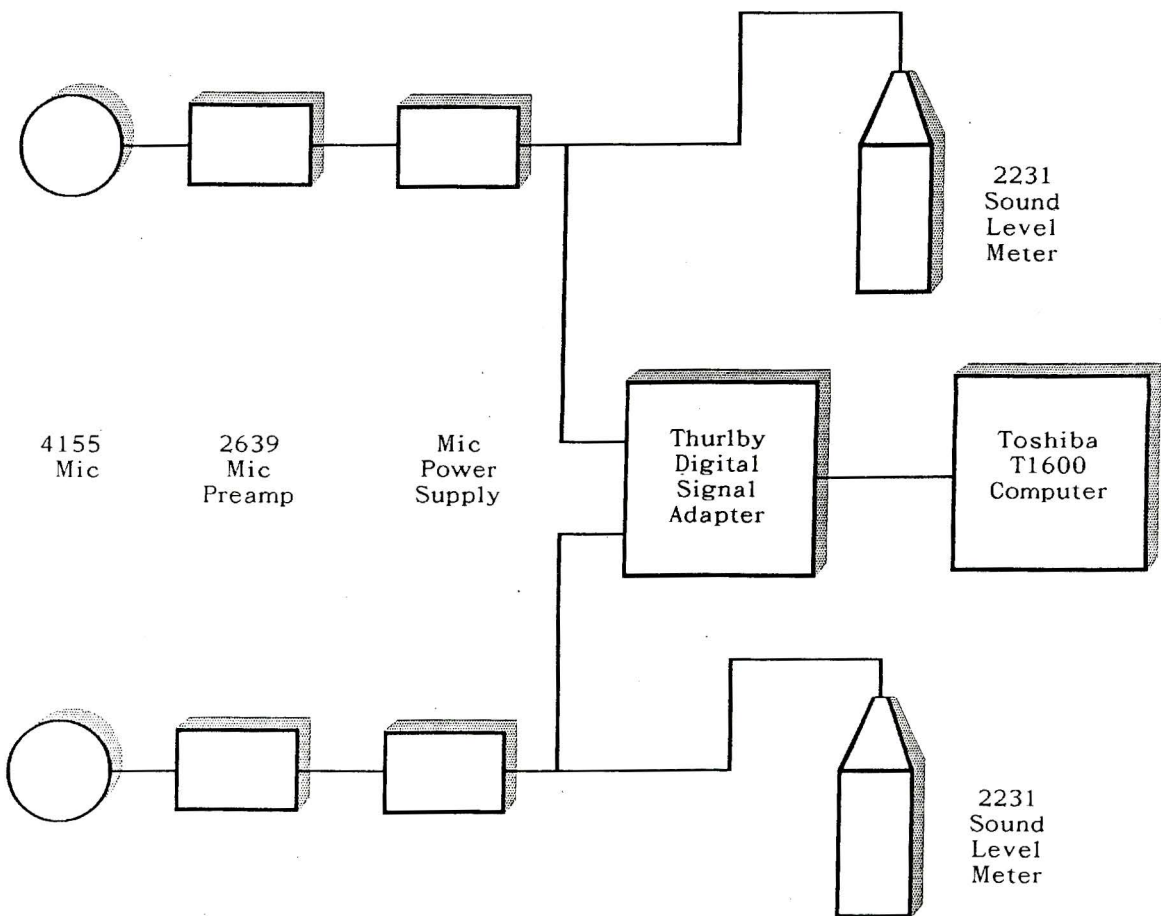 2231
Sound
Level
Meter
4155
Mic
2639
Mic
Preamp
Mic
Power
Supply
Thurlby
Digital
Signal
Adapter
Toshiba
T1600
Computer
2231
Sound
Level
Meter